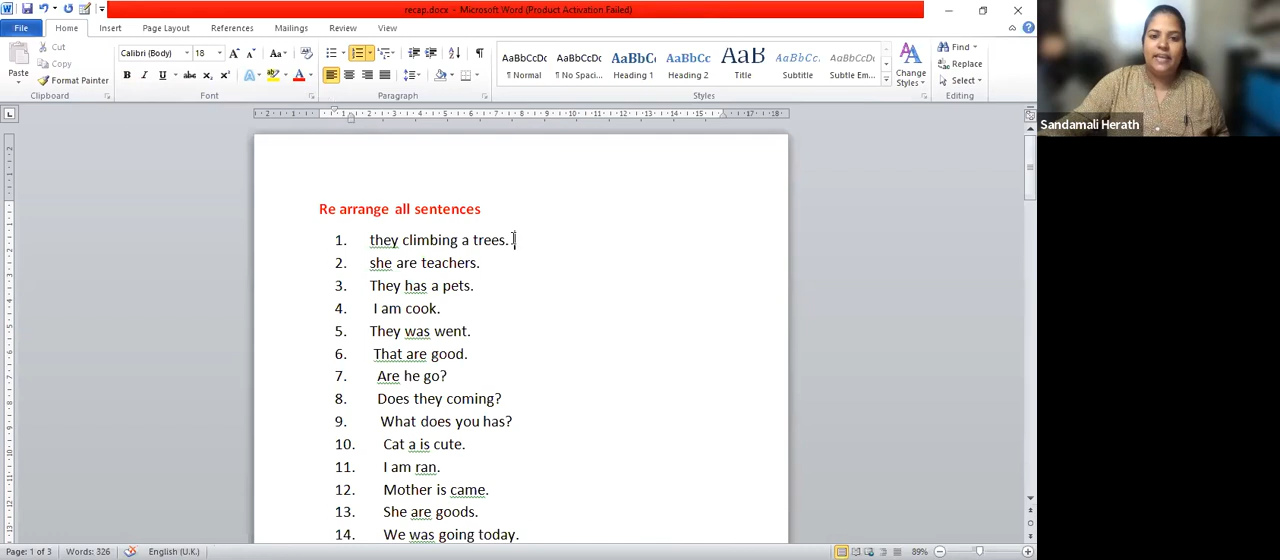 recap.docx - Microsoft Word (Product Activation Failed)
File Home Insert Page Layout References Mailings Review View
Cut
Copy
Paste
Format Painter
Calibri (Body) 18
Clipboard Font Paragraph Styles Editing
AaBbCcDc AaBbCcDc AaBbC AaBbCc AaB AaBbCc. AaBbCcDc
¶ Normal ¶ No Spaci... Heading 1 Heading 2 Title Subtitle Subtle Em...
Change Styles
Find
Replace
Select
Sandamali Herath
Re arrange all sentences
1. they climbing a trees.
2. she are teachers.
3. They has a pets.
4. I am cook.
5. They was went.
6. That are good.
7. Are he go?
8. Does they coming?
9. What does you has?
10. Cat a is cute.
11. I am ran.
12. Mother is came.
13. She are goods.
14. We was going today.
Page: 1 of 3 Words: 326 English (U.K.) 89%